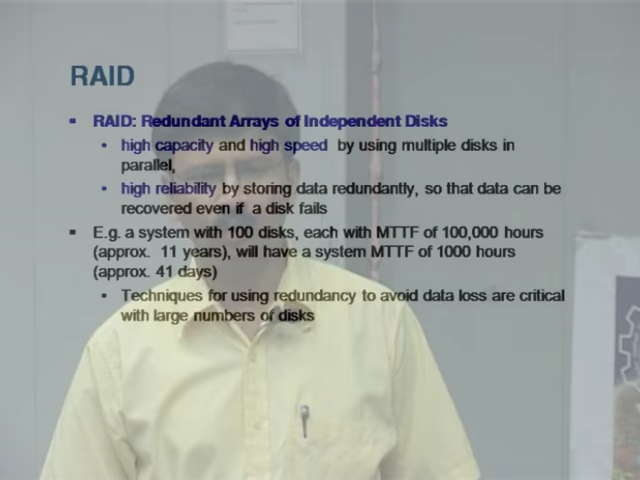 RAID
▪ RAID: Redundant Arrays of Independent Disks
• high capacity and high speed by using multiple disks in
parallel,
• high reliability by storing data redundantly, so that data can be
recovered even if a disk fails
▪ E.g. a system with 100 disks, each with MTTF of 100,000 hours
(approx. 11 years), will have a system MTTF of 1000 hours
(approx. 41 days)
• Techniques for using redundancy to avoid data loss are critical
with large numbers of disks